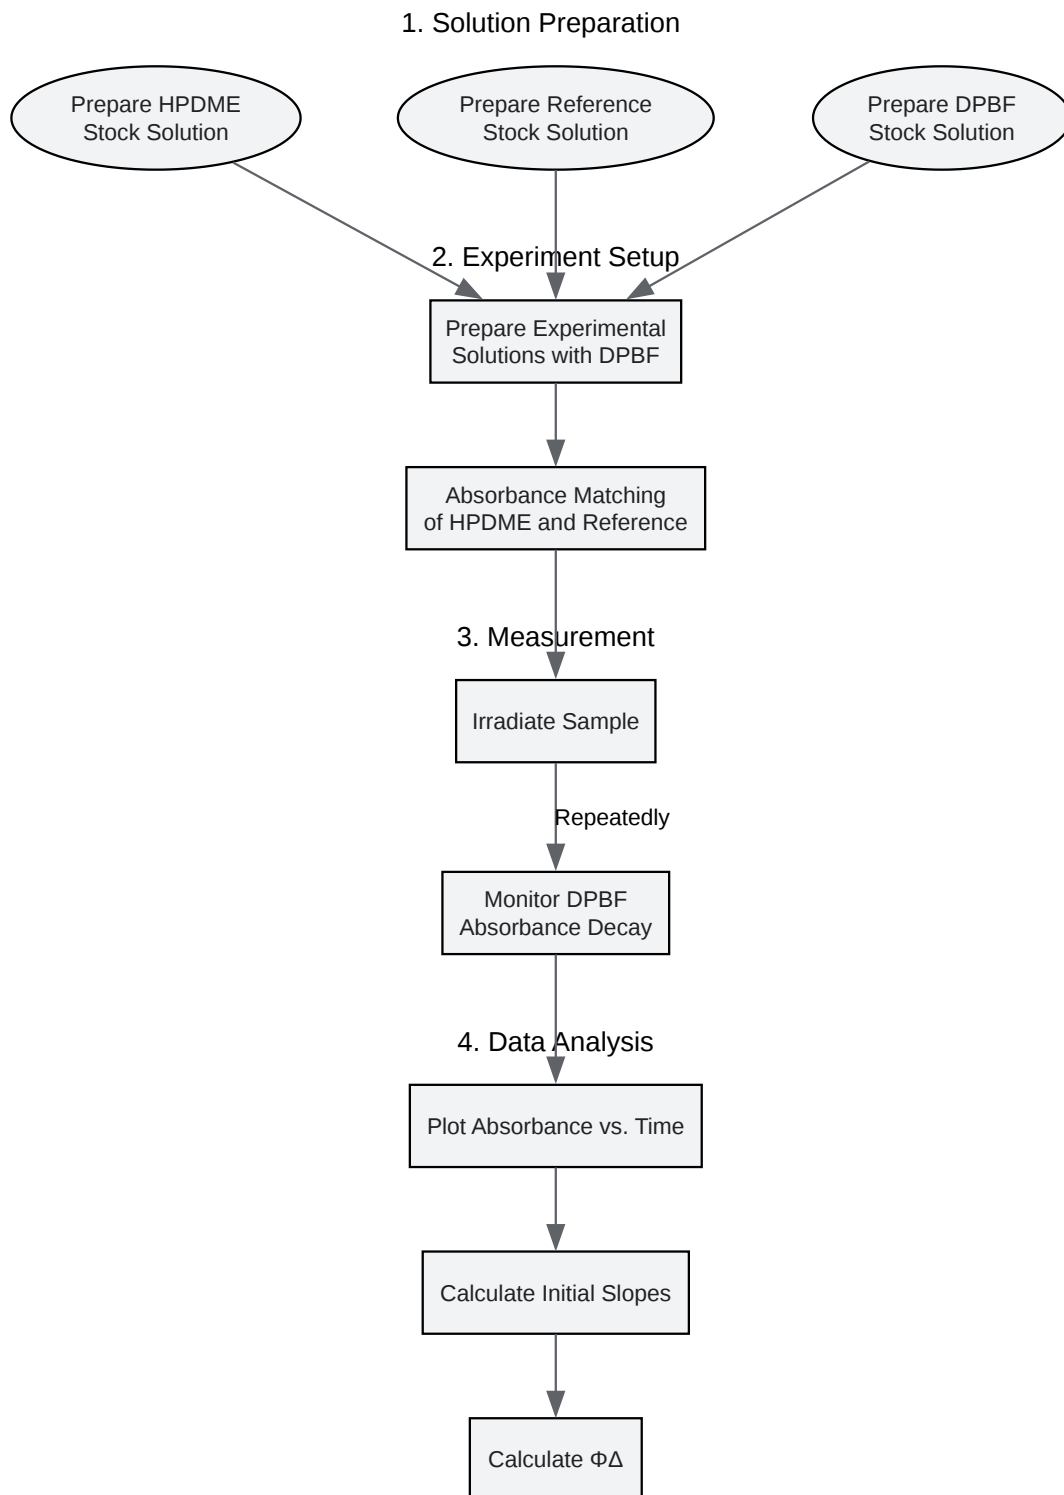 1. Solution Preparation
Prepare HPDME
Stock Solution
Prepare Reference
Stock Solution
Prepare DPBF
Stock Solution
2. Experiment Setup
Prepare Experimental
Solutions with DPBF
Absorbance Matching
of HPDME and Reference
3. Measurement
Irradiate Sample
Repeatedly
Monitor DPBF
Absorbance Decay
4. Data Analysis
Plot Absorbance vs. Time
Calculate Initial Slopes
Calculate ΦΔ